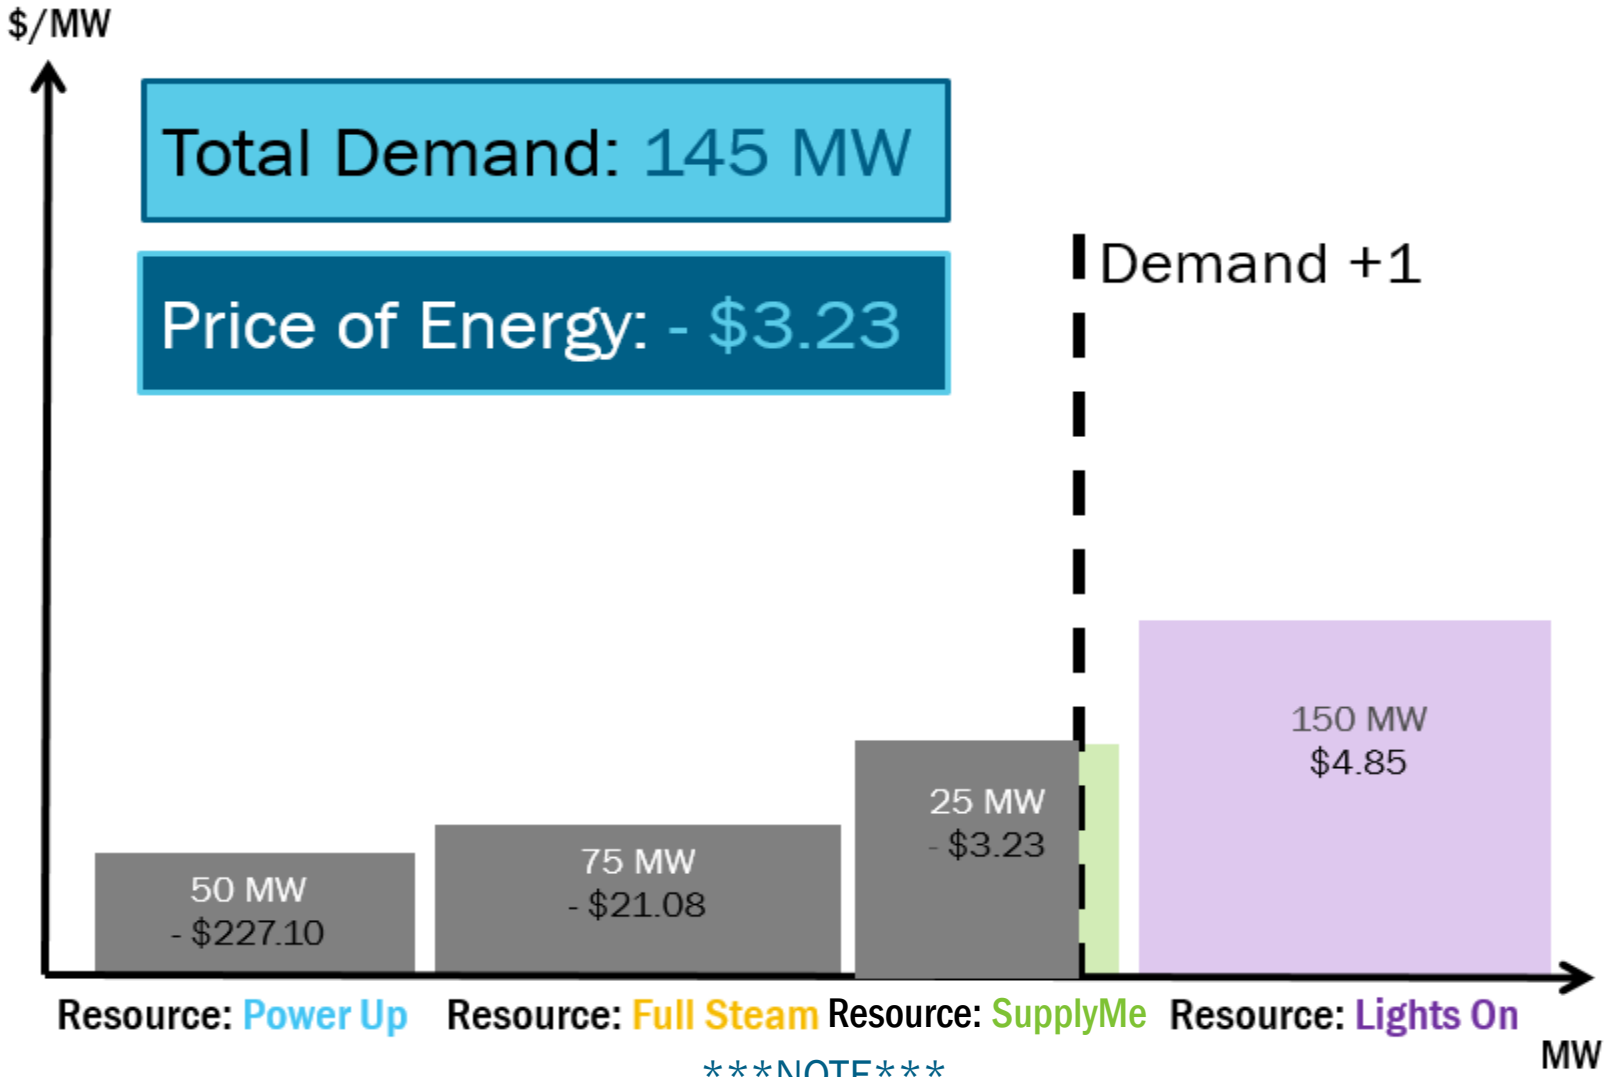 $/MW
Total Demand: 145 MW
Price of Energy: - $3.23
Demand +1
150 MW
$4.85
25 MW
- $3.23
75 MW
- $21.08
50 MW
- $227.10
Resource: Power Up
Resource: Full Steam
Resource: SupplyMe
Resource: Lights On
MW
***NOTE***